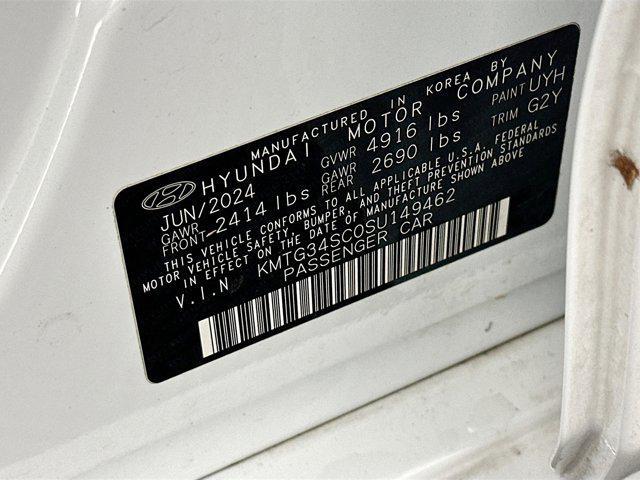 MANUFACTURED IN KOREA BY
HYUNDAI MOTOR COMPANY
JUN/2024 GVWR 4916 lbs PAINT UYH
GAWR FRONT 2414 lbs GAWR REAR 2690 lbs TRIM G2Y
THIS VEHICLE CONFORMS TO ALL APPLICABLE U.S.A. FEDERAL
MOTOR VEHICLE SAFETY, BUMPER, AND THEFT PREVENTION STANDARDS
IN EFFECT ON THE DATE OF MANUFACTURE SHOWN ABOVE
V.I.N KMTG34SC0SU149462
PASSENGER CAR